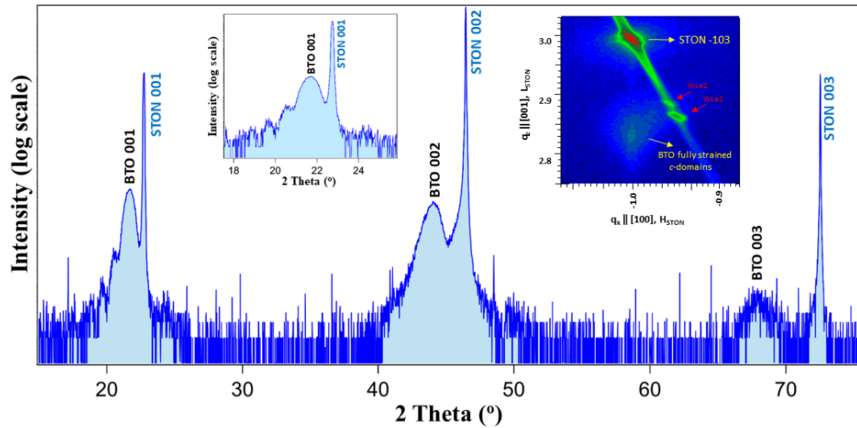 Intensity (log scale)
BTO 001
STON 001
BTO 002
STON 002
BTO 003
STON 003
20
30
40
50
60
70
2 Theta (º)
Intensity (log scale)
BTO 001
STON 001
18
20
22
24
2 Theta (º)
qz || [001], LSTON
3.0
2.9
2.8
STON -103
WLa2
WLa1
BTO fully strained
c-domains
-1.0
-0.9
qx || [100], HSTON